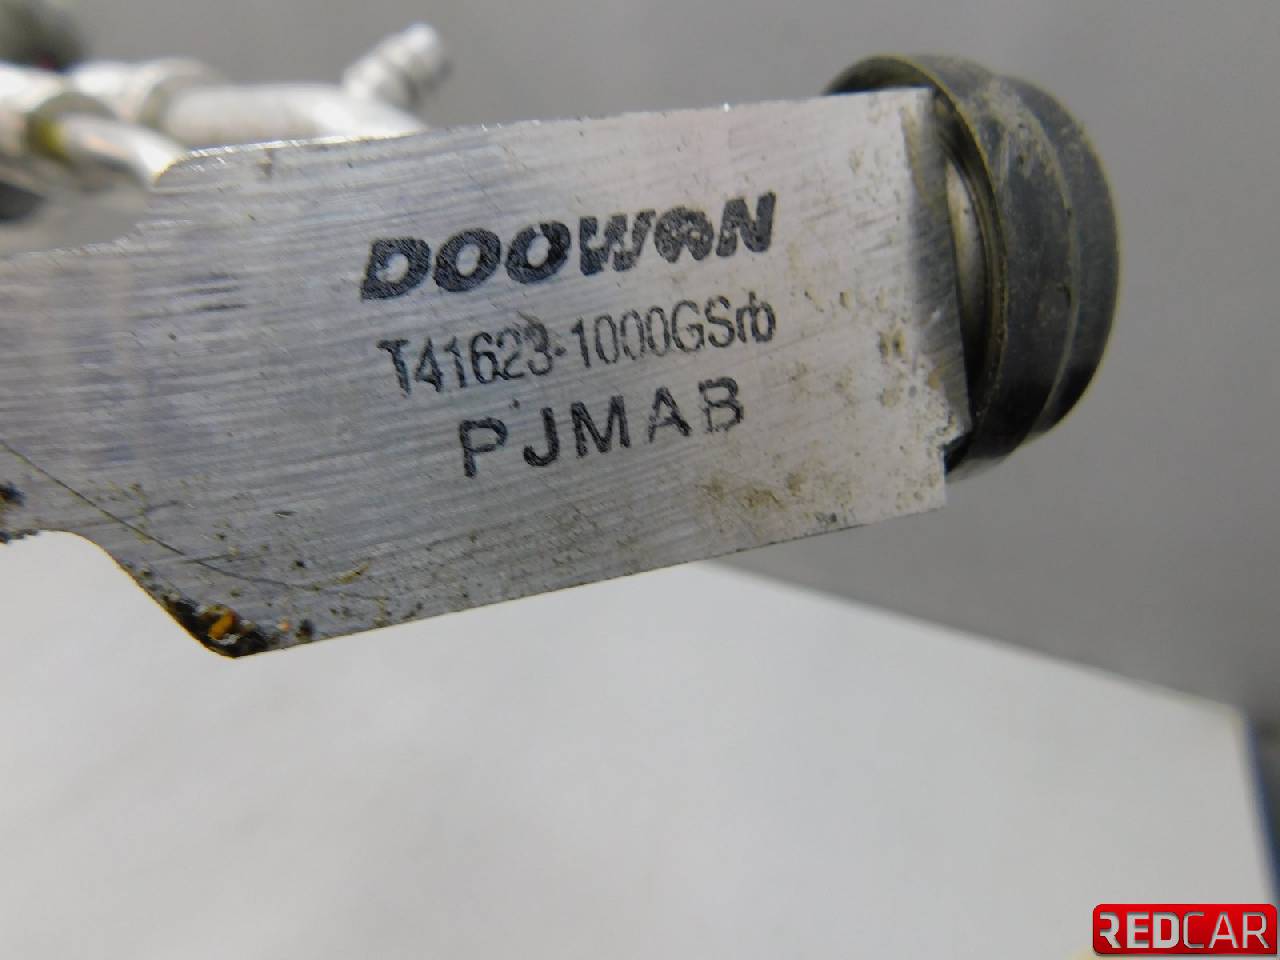 DOOWON
T41623-1000GSrb
PJMAB
REDCAR